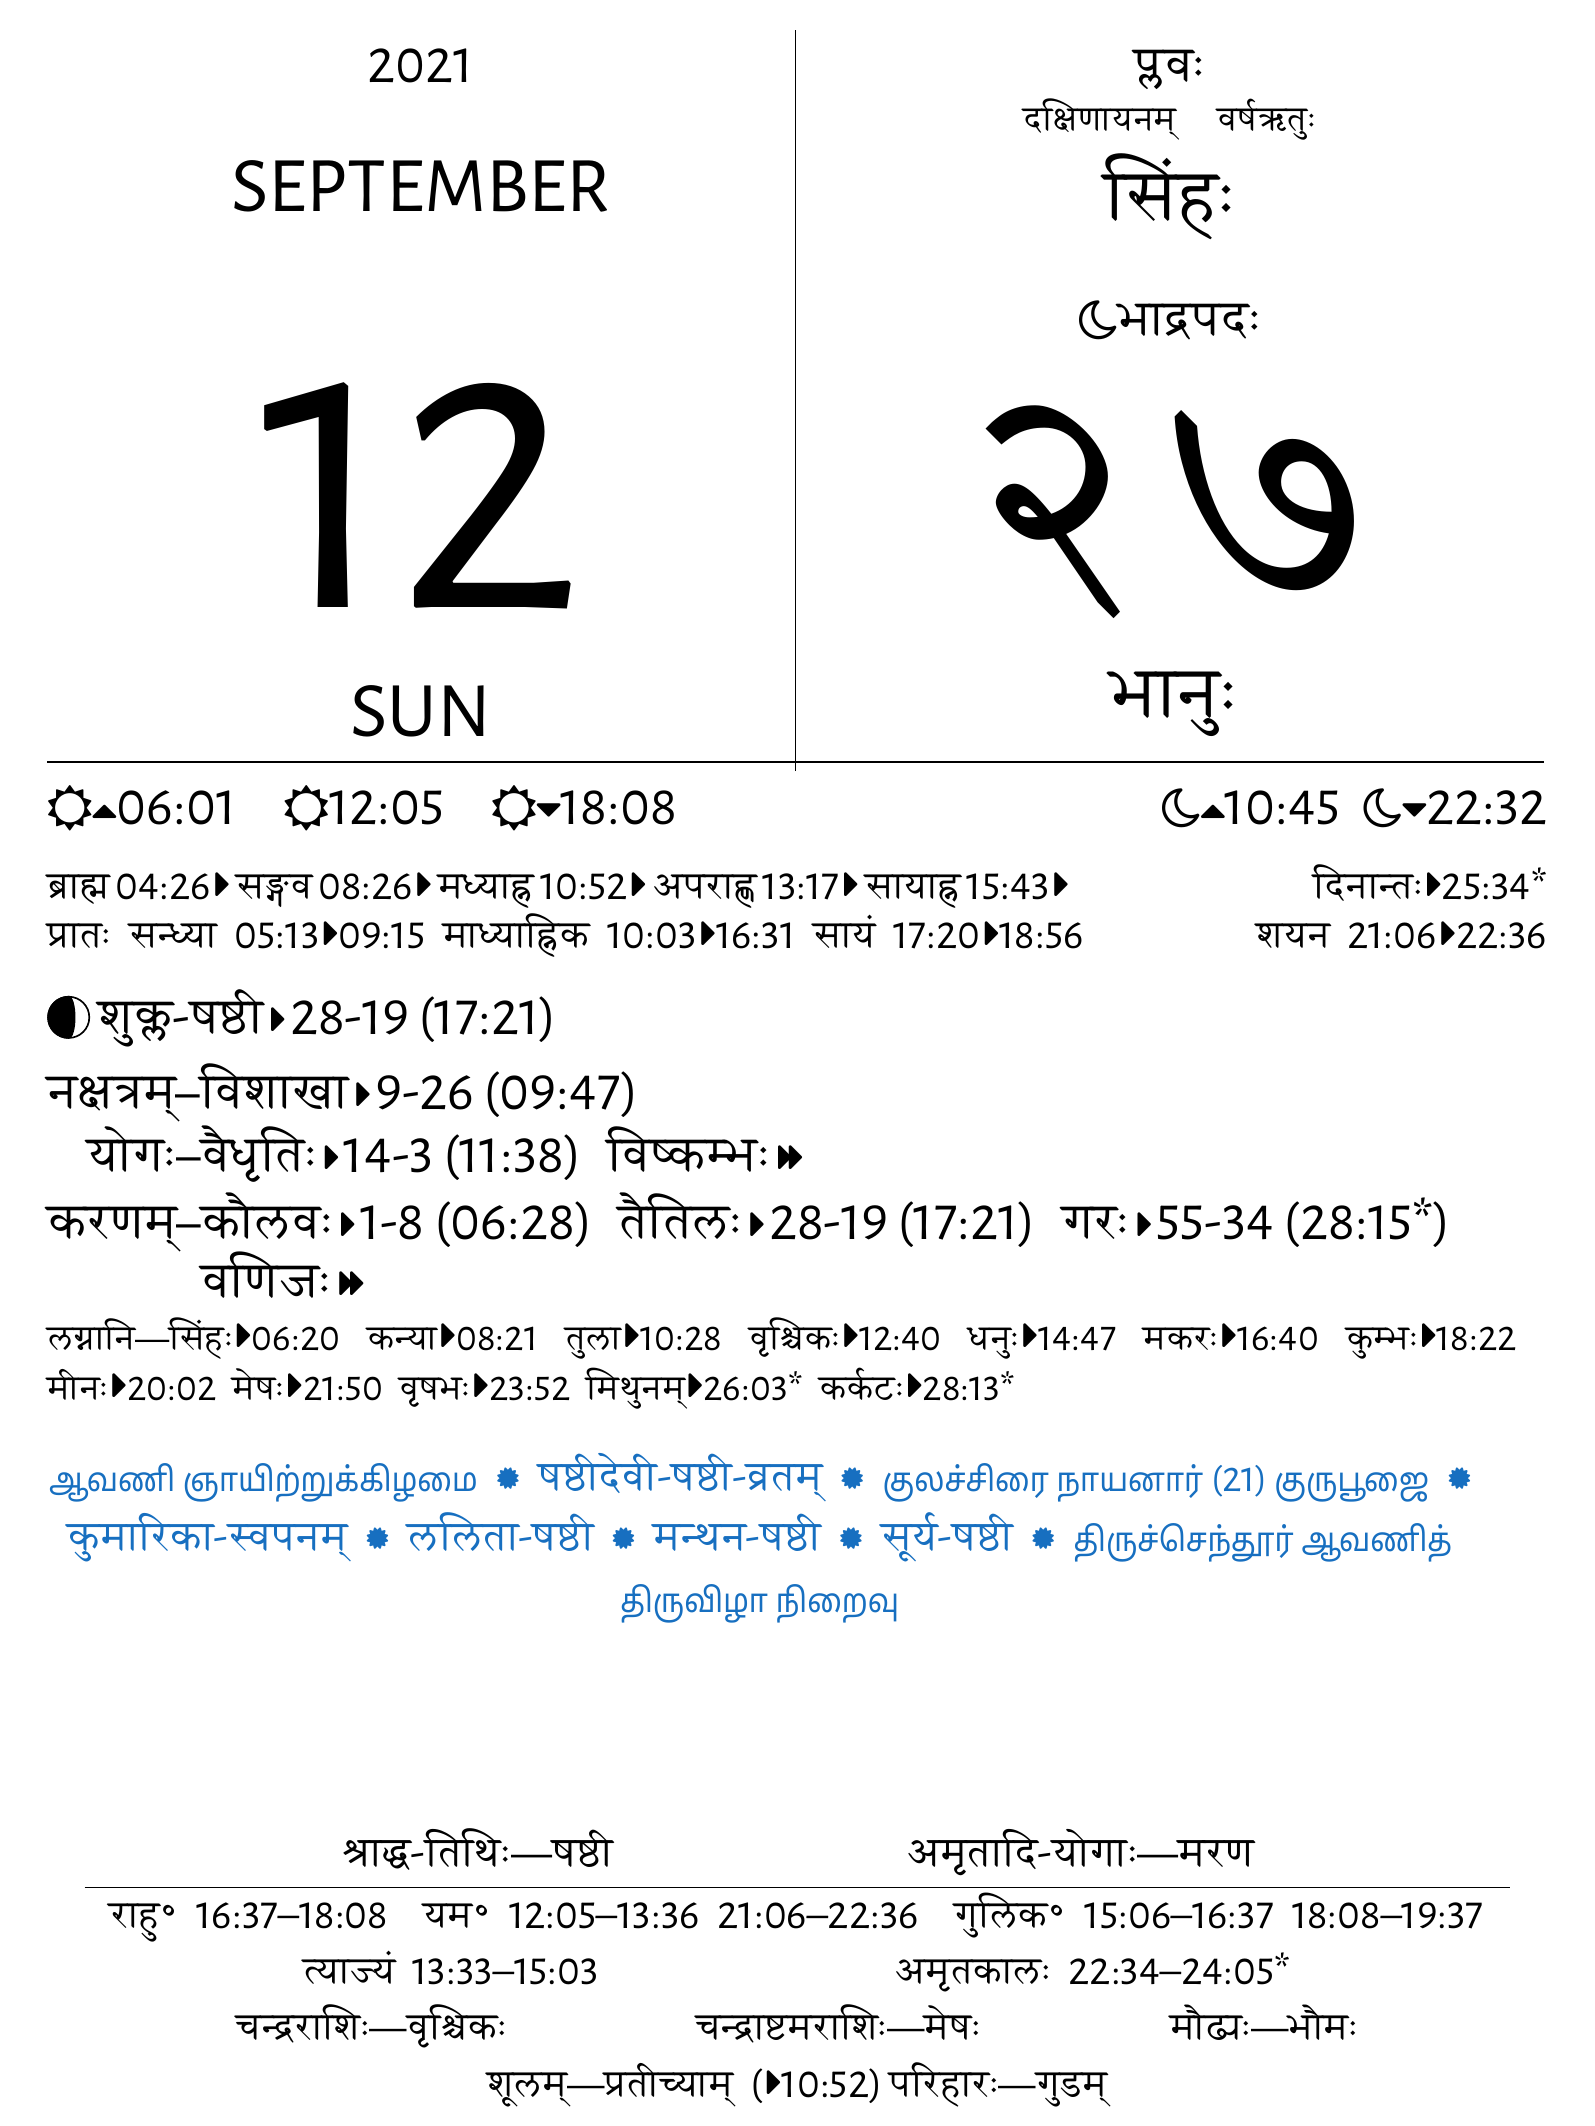 2021
SEPTEMBER
12
SUN
प्लवः
दक्षिणायनम् वर्षऋतुः
सिंहः
भाद्रपदः
२७
भानुः
06:01 12:05 18:08 10:45 22:32
ब्राह्म 04:26 सङ्गव 08:26 मध्याह्न 10:52 अपराह्ण 13:17 सायाह्न 15:43 दिनान्तः 25:34*
प्रातः सन्ध्या 05:13 09:15 माध्याह्निक 10:03 16:31 सायं 17:20 18:56 शयन 21:06 22:36
शुक्ल-षष्ठी 28-19 (17:21)
नक्षत्रम्–विशाखा 9-26 (09:47)
योगः–वैधृतिः 14-3 (11:38) विष्कम्भः
करणम्–कौलवः 1-8 (06:28) तैतिलः 28-19 (17:21) गरः 55-34 (28:15*)
वणिजः
लग्नानि—सिंहः 06:20 कन्या 08:21 तुला 10:28 वृश्चिकः 12:40 धनुः 14:47 मकरः 16:40 कुम्भः 18:22
मीनः 20:02 मेषः 21:50 वृषभः 23:52 मिथुनम् 26:03* कर्कटः 28:13*
ஆவணி ஞாயிற்றுக்கிழமை ✹ षष्ठीदेवी-षष्ठी-व्रतम् ✹ குலச்சிரை நாயனார் (21) குருபூஜை ✹
कुमारिका-स्वपनम् ✹ ललिता-षष्ठी ✹ मन्थन-षष्ठी ✹ सूर्य-षष्ठी ✹ திருச்செந்தூர் ஆவணித்
திருவிழா நிறைவு
श्राद्ध-तिथिः—षष्ठी अमृतादि-योगाः—मरण
राहु॰ 16:37–18:08 यम॰ 12:05–13:36 21:06–22:36 गुलिक॰ 15:06–16:37 18:08–19:37
त्याज्यं 13:33–15:03 अमृतकालः 22:34–24:05*
चन्द्रराशिः—वृश्चिकः चन्द्राष्टमराशिः—मेषः मौढ्यः—भौमः
शूलम्—प्रतीच्याम् (10:52) परिहारः—गुडम्